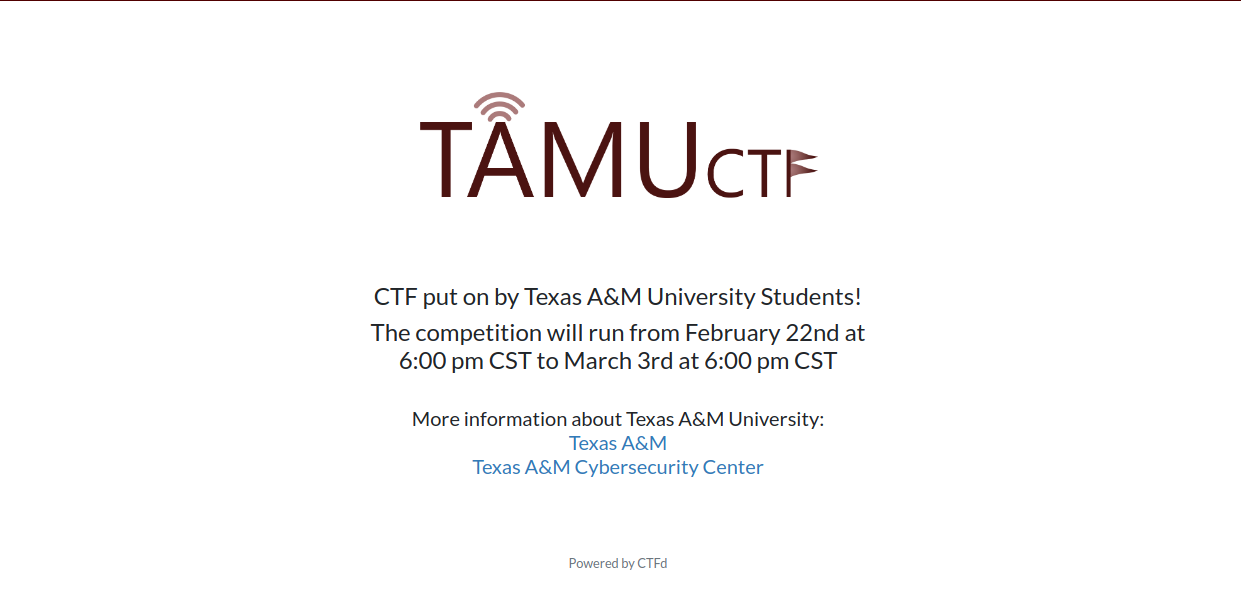 TAMUCTF
CTF put on by Texas A&M University Students!
The competition will run from February 22nd at
6:00 pm CST to March 3rd at 6:00 pm CST
More information about Texas A&M University:
Texas A&M
Texas A&M Cybersecurity Center
Powered by CTFd